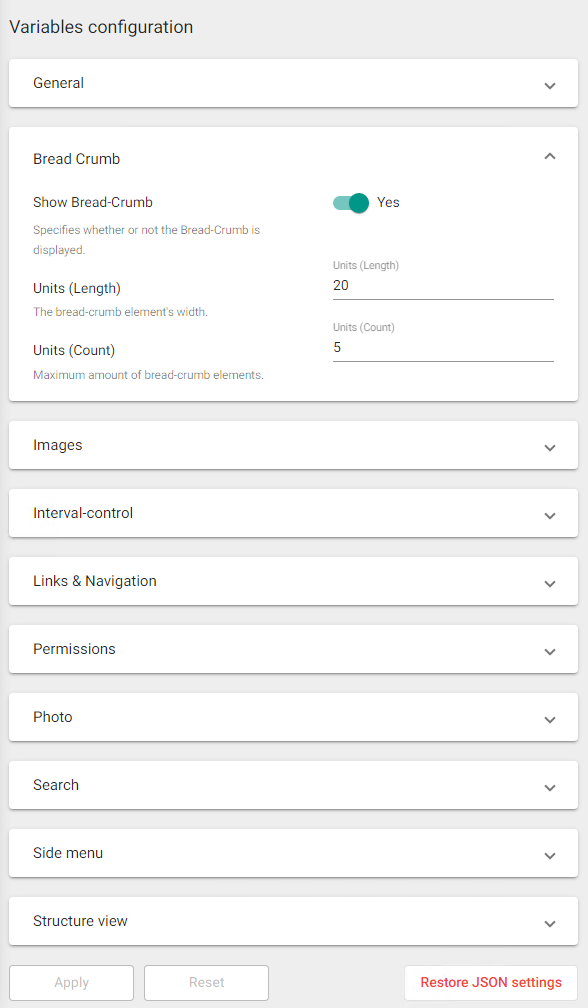 Variables configuration
General
Bread Crumb
Show Bread-Crumb
Yes
Specifies whether or not the Bread-Crumb is
displayed.
Units (Length)
Units (Length)
20
The bread-crumb element's width.
Units (Count)
Units (Count)
5
Maximum amount of bread-crumb elements.
Images
Interval-control
Links & Navigation
Permissions
Photo
Search
Side menu
Structure view
Apply
Reset
Restore JSON settings